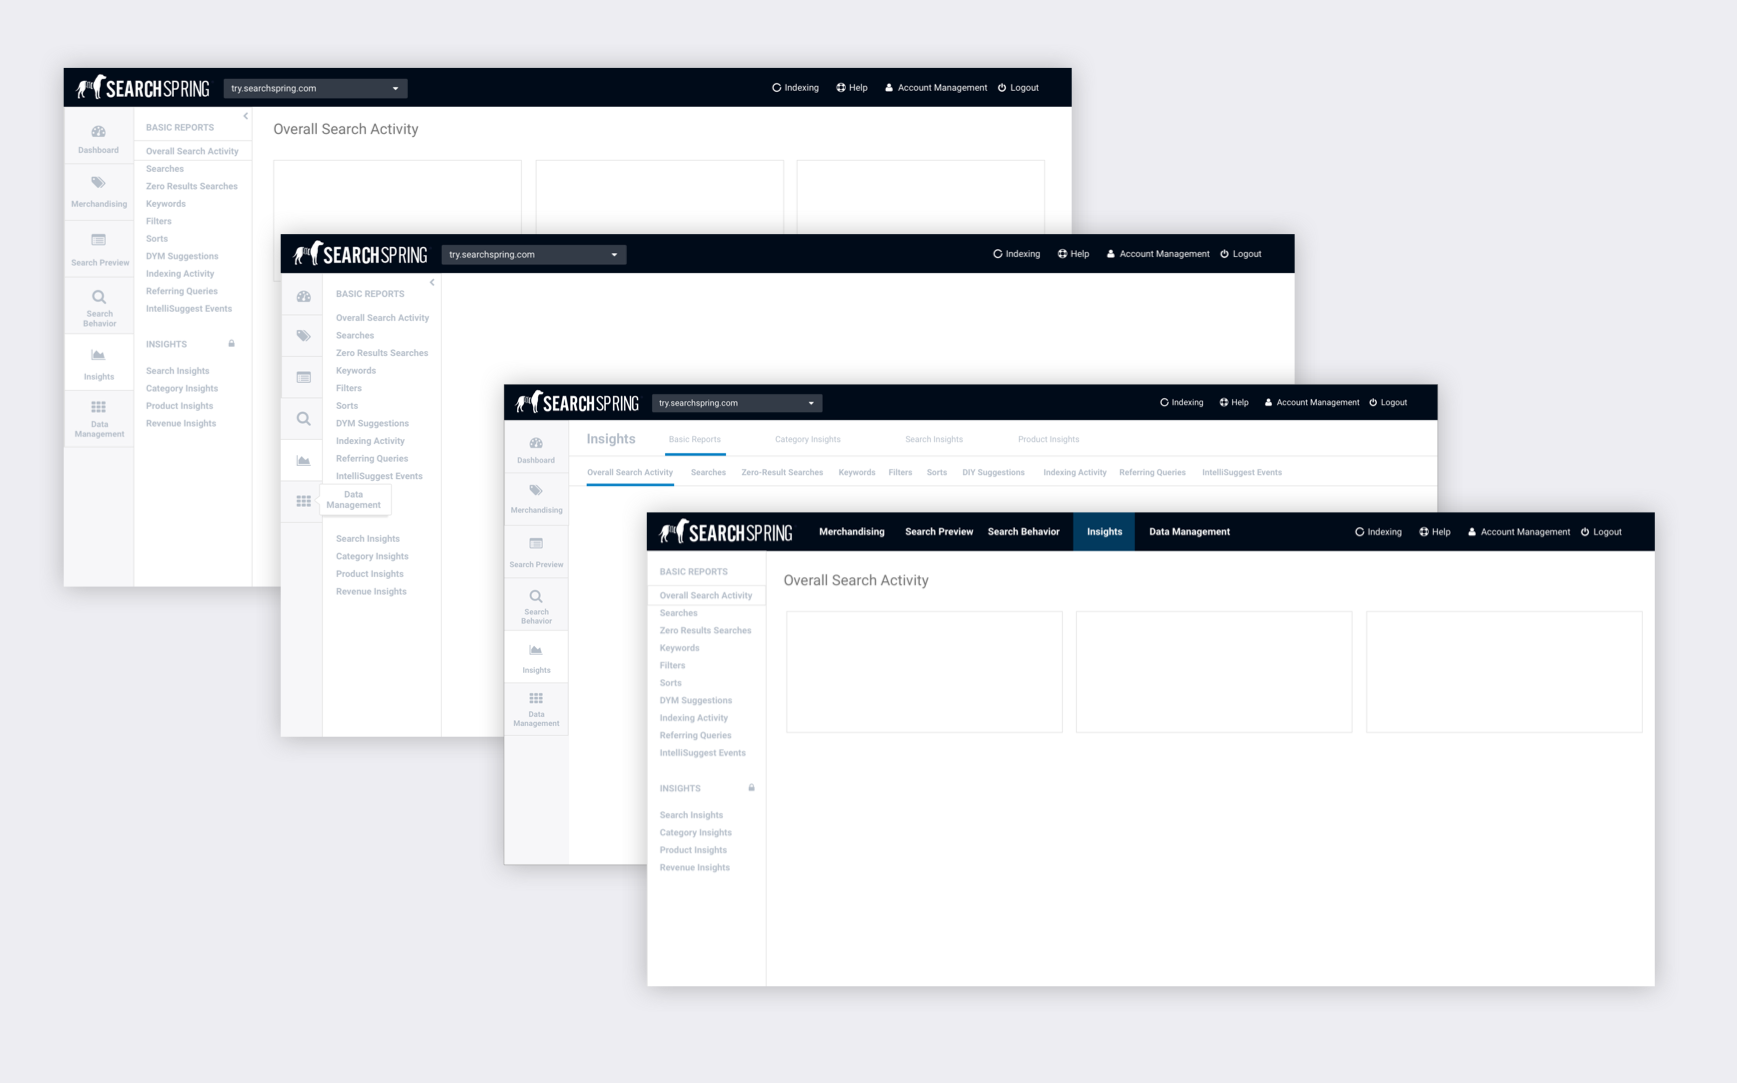 SEARCHSPRING
try.searchspring.com
Indexing
Help
Account Management
Logout
Dashboard
Merchandising
Search Preview
Search
Behavior
Insights
Data
Management
BASIC REPORTS
Overall Search Activity
Searches
Zero Results Searches
Keywords
Filters
Sorts
DYM Suggestions
Indexing Activity
Referring Queries
IntelliSuggest Events
INSIGHTS
Search Insights
Category Insights
Product Insights
Revenue Insights
Overall Search Activity
SEARCHSPRING
try.searchspring.com
Indexing
Help
Account Management
Logout
BASIC REPORTS
Overall Search Activity
Searches
Zero Results Searches
Keywords
Filters
Sorts
DYM Suggestions
Indexing Activity
Referring Queries
IntelliSuggest Events
Data
Management
Search Insights
Category Insights
Product Insights
Revenue Insights
SEARCHSPRING
try.searchspring.com
Indexing
Help
Account Management
Logout
Dashboard
Merchandising
Search Preview
Search
Behavior
Insights
Data
Management
Insights
Basic Reports
Category Insights
Search Insights
Product Insights
Overall Search Activity
Searches
Zero-Result Searches
Keywords
Filters
Sorts
DIY Suggestions
Indexing Activity
Referring Queries
IntelliSuggest Events
SEARCHSPRING
Merchandising
Search Preview
Search Behavior
Insights
Data Management
Indexing
Help
Account Management
Logout
BASIC REPORTS
Overall Search Activity
Searches
Zero Results Searches
Keywords
Filters
Sorts
DYM Suggestions
Indexing Activity
Referring Queries
IntelliSuggest Events
INSIGHTS
Search Insights
Category Insights
Product Insights
Revenue Insights
Overall Search Activity